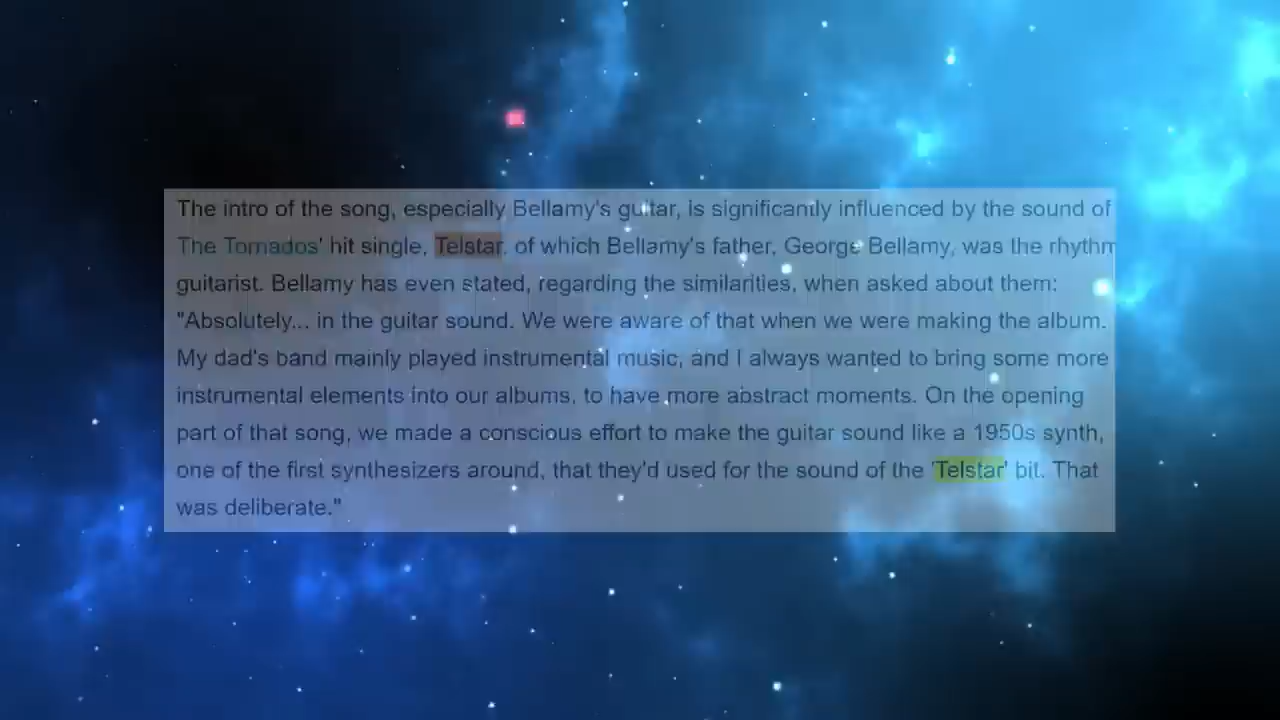 The intro of the song, especially Bellamy's guitar, is significantly influenced by the sound of
The Tornados' hit single, Telstar, of which Bellamy's father, George Bellamy, was the rhythm
guitarist. Bellamy has even stated, regarding the similarities, when asked about them:
"Absolutely... in the guitar sound. We were aware of that when we were making the album.
My dad's band mainly played instrumental music, and I always wanted to bring some more
instrumental elements into our albums, to have more abstract moments. On the opening
part of that song, we made a conscious effort to make the guitar sound like a 1950s synth,
one of the first synthesizers around, that they'd used for the sound of the 'Telstar' bit. That
was deliberate."